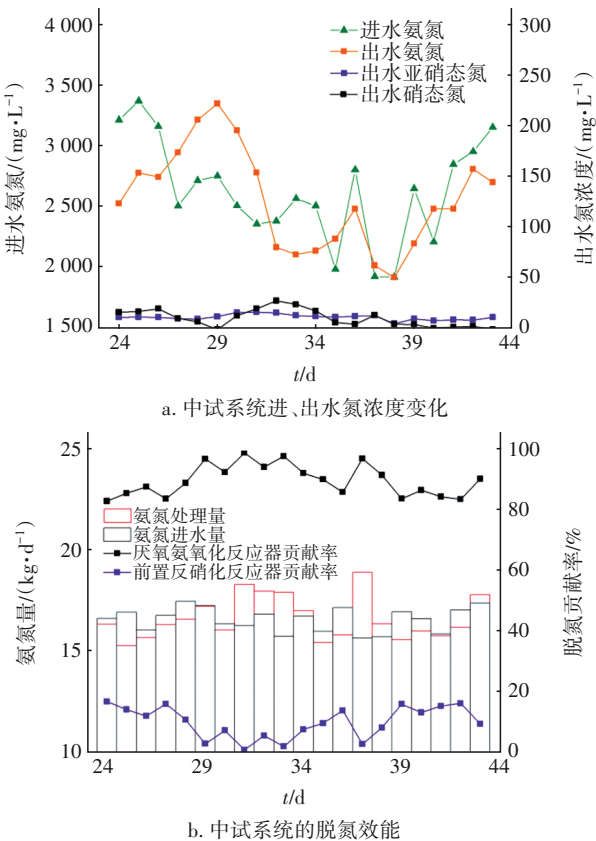 进水氨氮/(mg•L⁻¹)
4 000
3 500
3 000
2 500
2 000
1 500
进水氨氮
出水氨氮
出水亚硝态氮
出水硝态氮
300
250
200
150
100
50
0
出水氮浓度/(mg•L⁻¹)
24 29 34 39 44
t/d
a. 中试系统进、出水氮浓度变化
氨氮量/(kg•d⁻¹)
25
20
15
10
氨氮处理量
氨氮进水量
厌氧氨氧化反应器贡献率
前置反硝化反应器贡献率
100
80
60
40
20
0
脱氮贡献率/%
24 29 34 39 44
t/d
b. 中试系统的脱氮效能